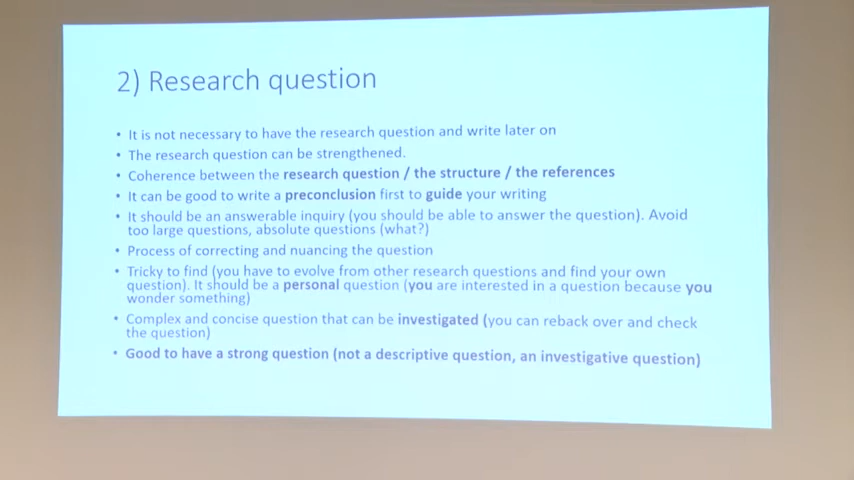 2) Research question
• It is not necessary to have the research question and write later on
• The research question can be strengthened.
• Coherence between the research question / the structure / the references
• It can be good to write a preconclusion first to guide your writing
• It should be an answerable inquiry (you should be able to answer the question). Avoid
too large questions, absolute questions (what?)
• Process of correcting and nuancing the question
• Tricky to find (you have to evolve from other research questions and find your own
question). It should be a personal question (you are interested in a question because you
wonder something)
• Complex and concise question that can be investigated (you can reback over and check
the question)
• Good to have a strong question (not a descriptive question, an investigative question)